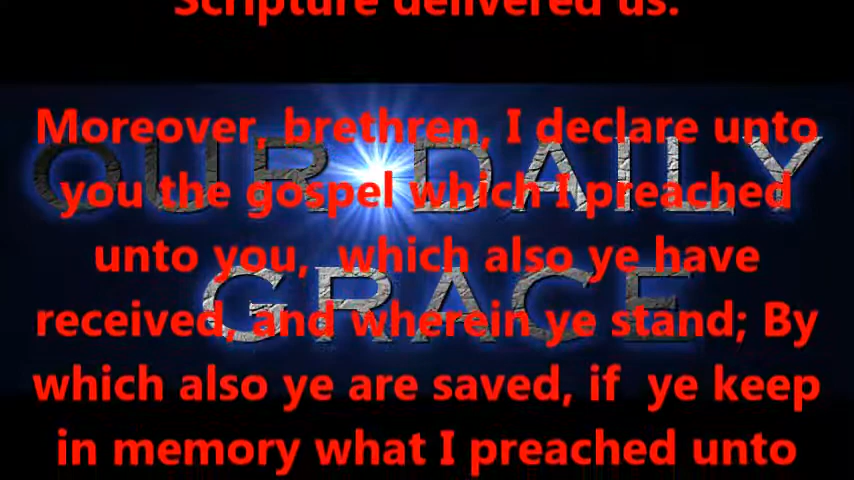 Scripture delivered us.
Moreover, brethren, I declare unto
you the gospel which I preached
unto you, which also ye have
received, and wherein ye stand; By
which also ye are saved, if ye keep
in memory what I preached unto
OUR DAILY
GRACE